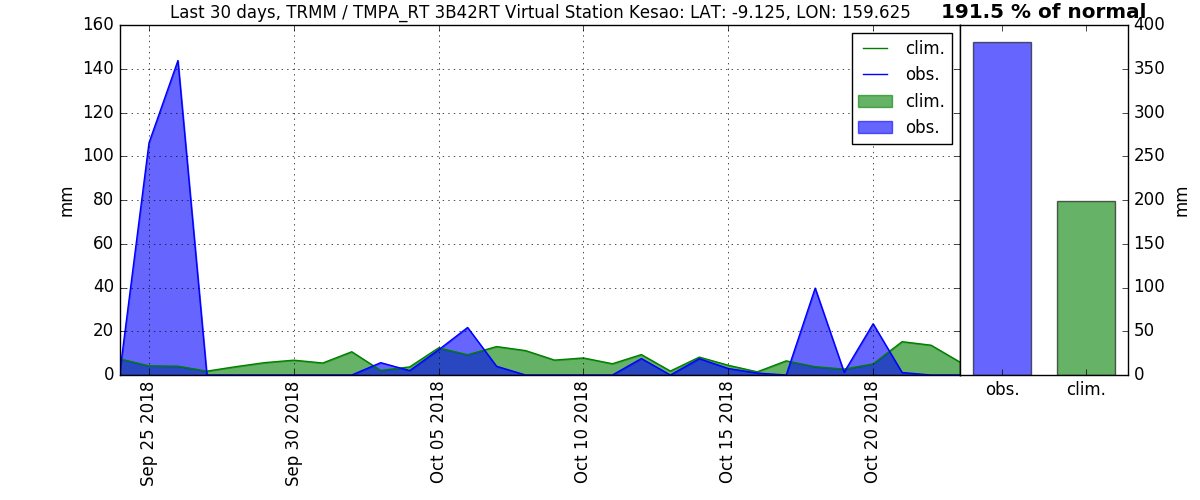 Last 30 days, TRMM / TMPA_RT 3B42RT Virtual Station Kesao: LAT: -9.125, LON: 159.625
191.5 % of normal
160
140
120
100
80
60
40
20
0
mm
clim.
obs.
clim.
obs.
Sep 25 2018
Sep 30 2018
Oct 05 2018
Oct 10 2018
Oct 15 2018
Oct 20 2018
400
350
300
250
200
150
100
50
0
mm
obs.
clim.